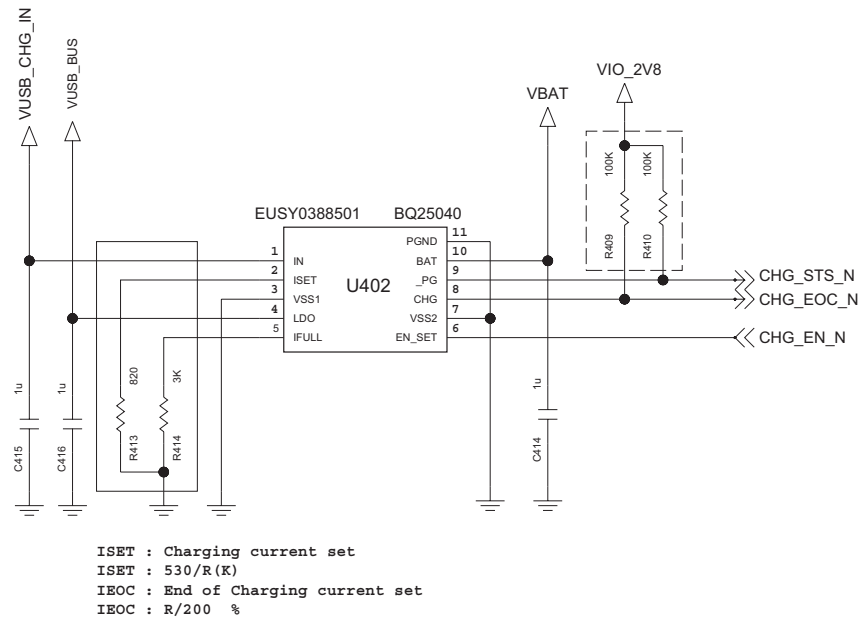 VUSB_CHG_IN
VUSB_BUS
VBAT
VIO_2V8
100K
100K
R409
R410
EUSY0388501
BQ25040
U402
1
IN
2
ISET
3
VSS1
4
LDO
5
IFULL
PGND
11
BAT
10
_PG
9
CHG
8
VSS2
7
EN_SET
6
CHG_STS_N
CHG_EOC_N
CHG_EN_N
1u
C415
1u
C416
820
R413
3K
R414
1u
C414
ISET : Charging current set
ISET : 530/R(K)
IEOC : End of Charging current set
IEOC : R/200 %